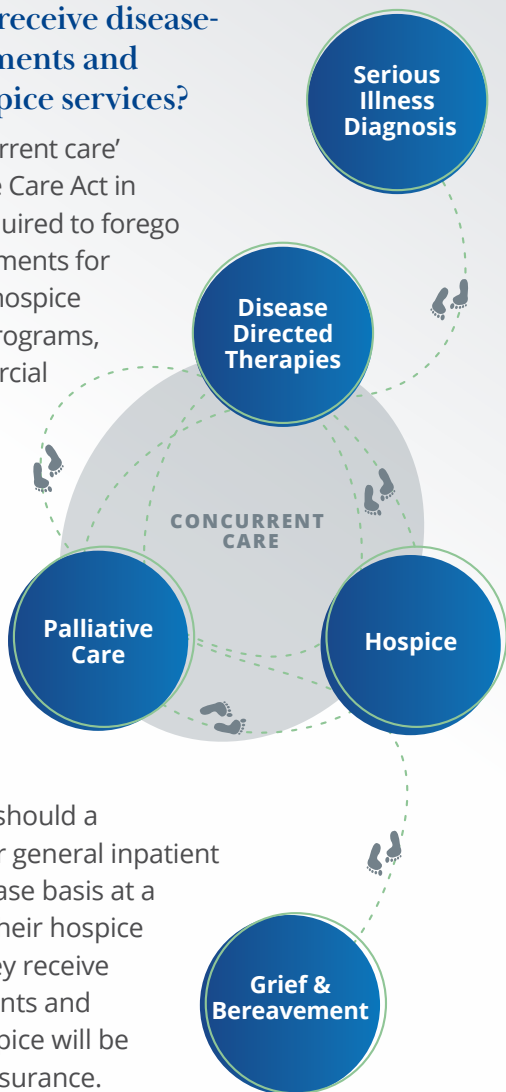 receive disease-
ments and
pice services?
rrent care’
e Care Act in
uired to forego
ments for
hospice
rograms,
rcial
Serious
Illness
Diagnosis
Disease
Directed
Therapies
CONCURRENT
CARE
Palliative
Care
Hospice
should a
r general inpatient
ase basis at a
heir hospice
ey receive
nts and
pice will be
surance.
Grief &
Bereavement